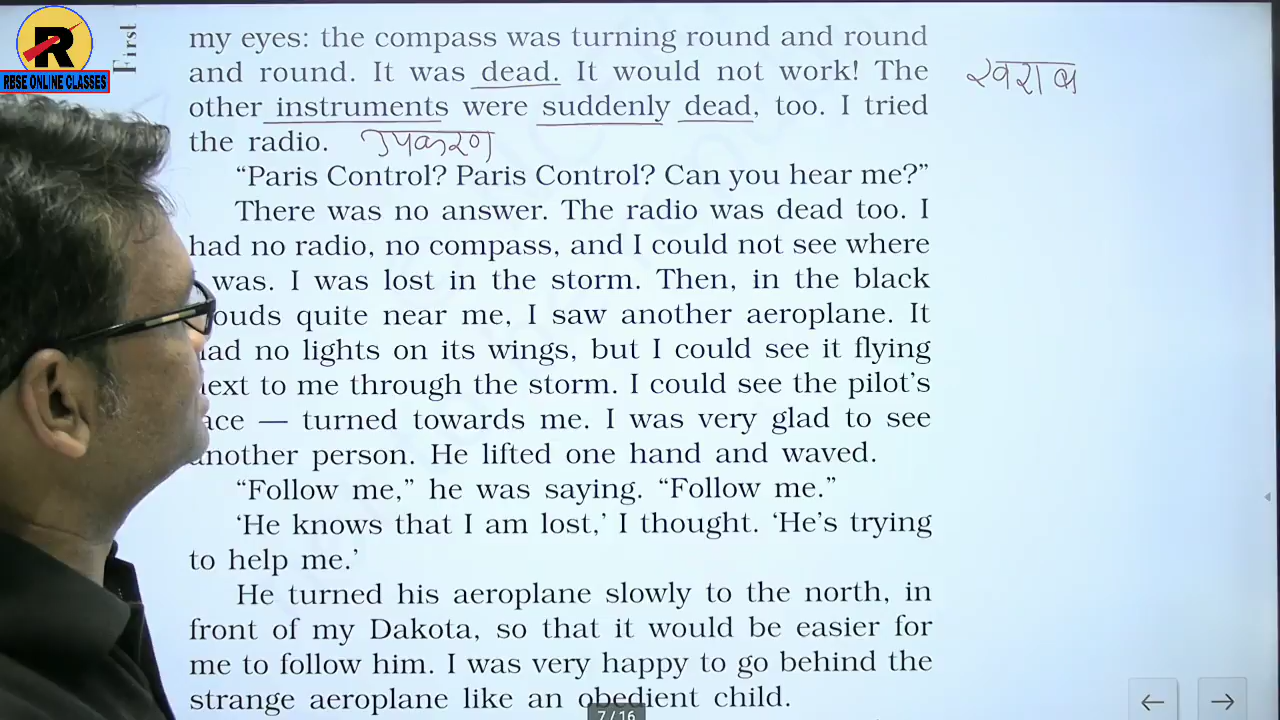 R
RBSE ONLINE CLASSES
First
my eyes: the compass was turning round and round
and round. It was dead. It would not work! The
खराब
other instruments were suddenly dead, too. I tried
the radio. उपकरण
“Paris Control? Paris Control? Can you hear me?”
There was no answer. The radio was dead too. I
had no radio, no compass, and I could not see where
was. I was lost in the storm. Then, in the black
ouds quite near me, I saw another aeroplane. It
had no lights on its wings, but I could see it flying
next to me through the storm. I could see the pilot’s
ace — turned towards me. I was very glad to see
another person. He lifted one hand and waved.
“Follow me,” he was saying. “Follow me.”
‘He knows that I am lost,’ I thought. ‘He’s trying
to help me.’
He turned his aeroplane slowly to the north, in
front of my Dakota, so that it would be easier for
me to follow him. I was very happy to go behind the
strange aeroplane like an obedient child.
7 / 16